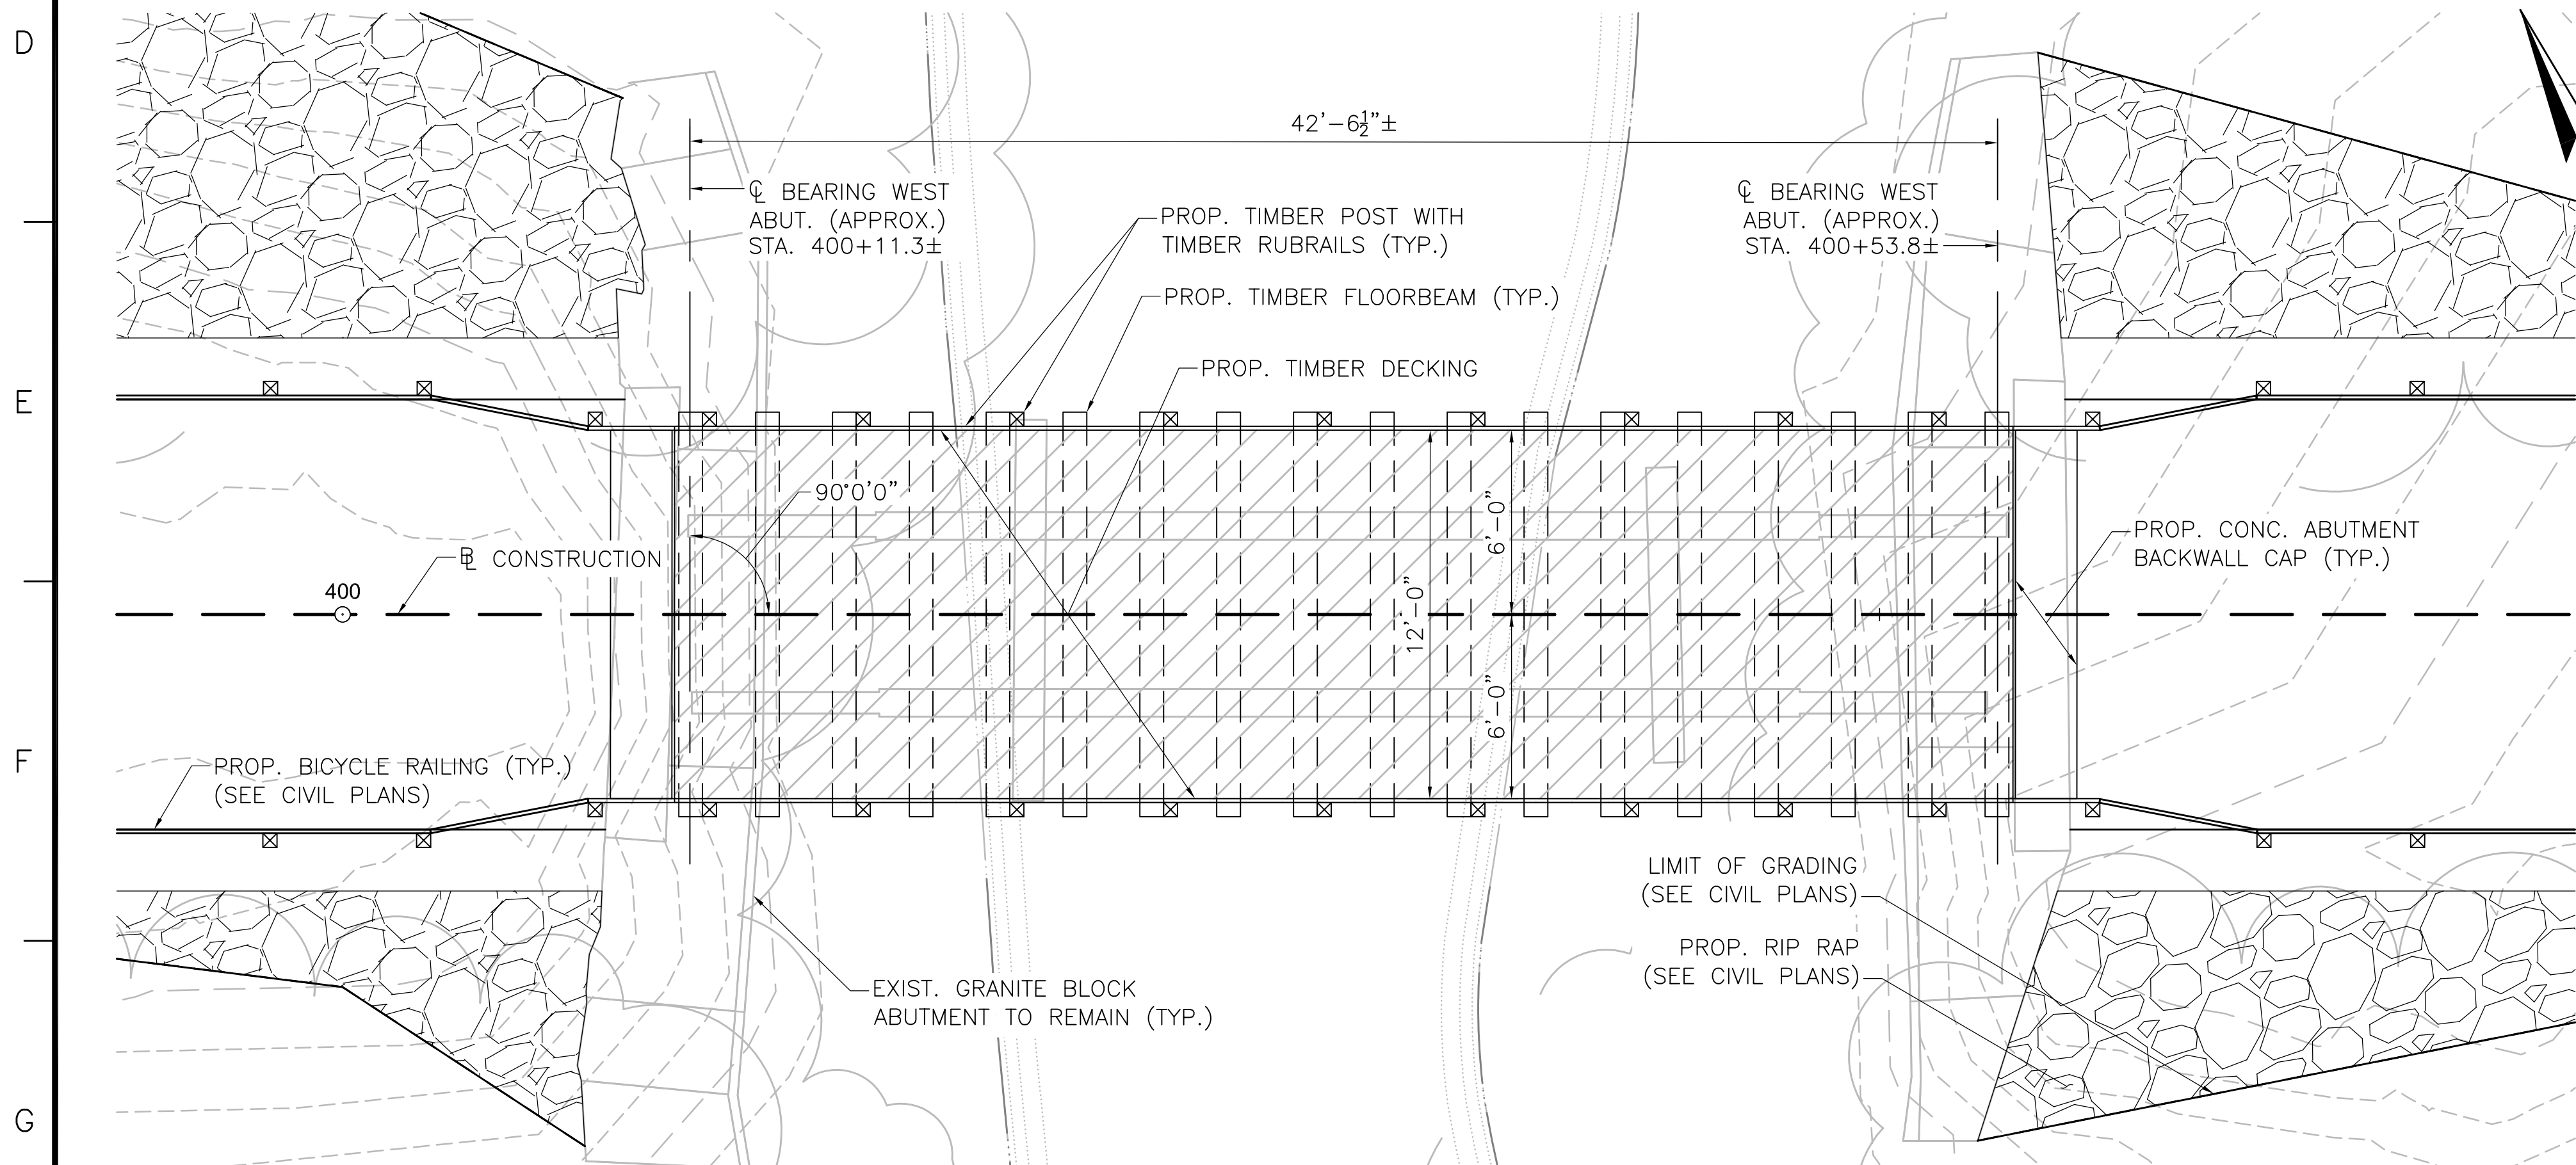 D
42'-6½"±
℄ BEARING WEST
ABUT. (APPROX.)
STA. 400+11.3±
PROP. TIMBER POST WITH
TIMBER RUBRAILS (TYP.)
℄ BEARING WEST
ABUT. (APPROX.)
STA. 400+53.8±
PROP. TIMBER FLOORBEAM (TYP.)
PROP. TIMBER DECKING
E
90°0'0"
6'-0"
PROP. CONC. ABUTMENT
BACKWALL CAP (TYP.)
BL CONSTRUCTION
400
12'-0"
6'-0"
F
PROP. BICYCLE RAILING (TYP.)
(SEE CIVIL PLANS)
LIMIT OF GRADING
(SEE CIVIL PLANS)
PROP. RIP RAP
(SEE CIVIL PLANS)
EXIST. GRANITE BLOCK
ABUTMENT TO REMAIN (TYP.)
G